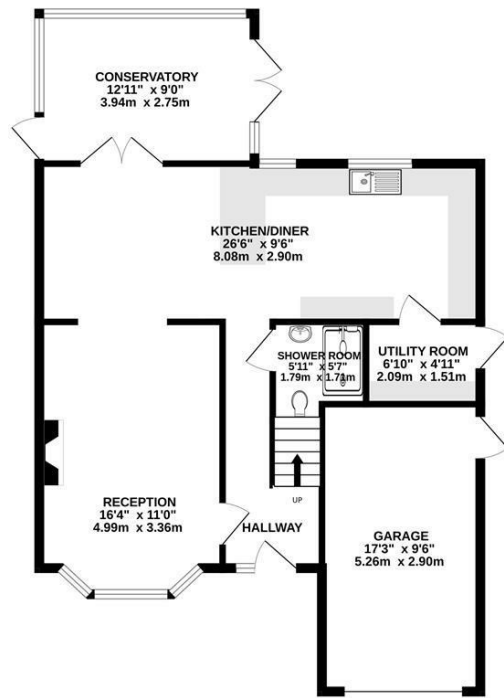 CONSERVATORY
12'11" x 9'0"
3.94m x 2.75m
KITCHEN/DINER
26'6" x 9'6"
8.08m x 2.90m
SHOWER ROOM
5'11" x 5'7"
1.79m x 1.71m
UTILITY ROOM
6'10" x 4'11"
2.09m x 1.51m
RECEPTION
16'4" x 11'0"
4.99m x 3.36m
UP
HALLWAY
GARAGE
17'3" x 9'6"
5.26m x 2.90m